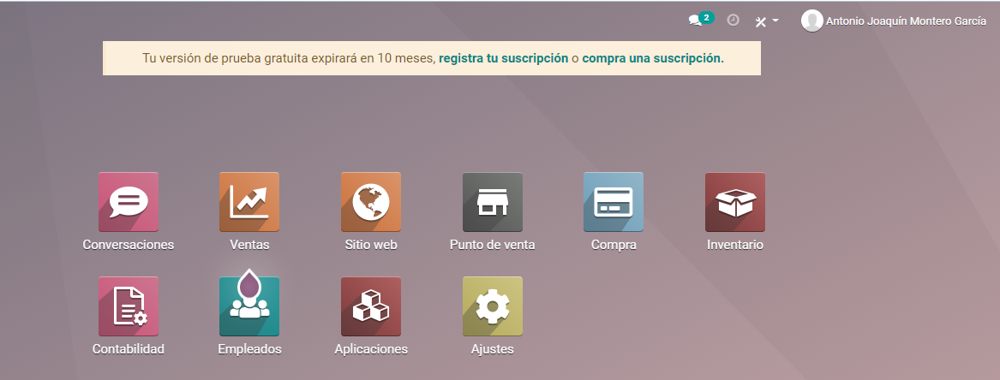 2
Antonio Joaquín Montero García
Tu versión de prueba gratuita expirará en 10 meses, registra tu suscripción o compra una suscripción.
Conversaciones
Ventas
Sitio web
Punto de venta
Compra
Inventario
Contabilidad
Empleados
Aplicaciones
Ajustes